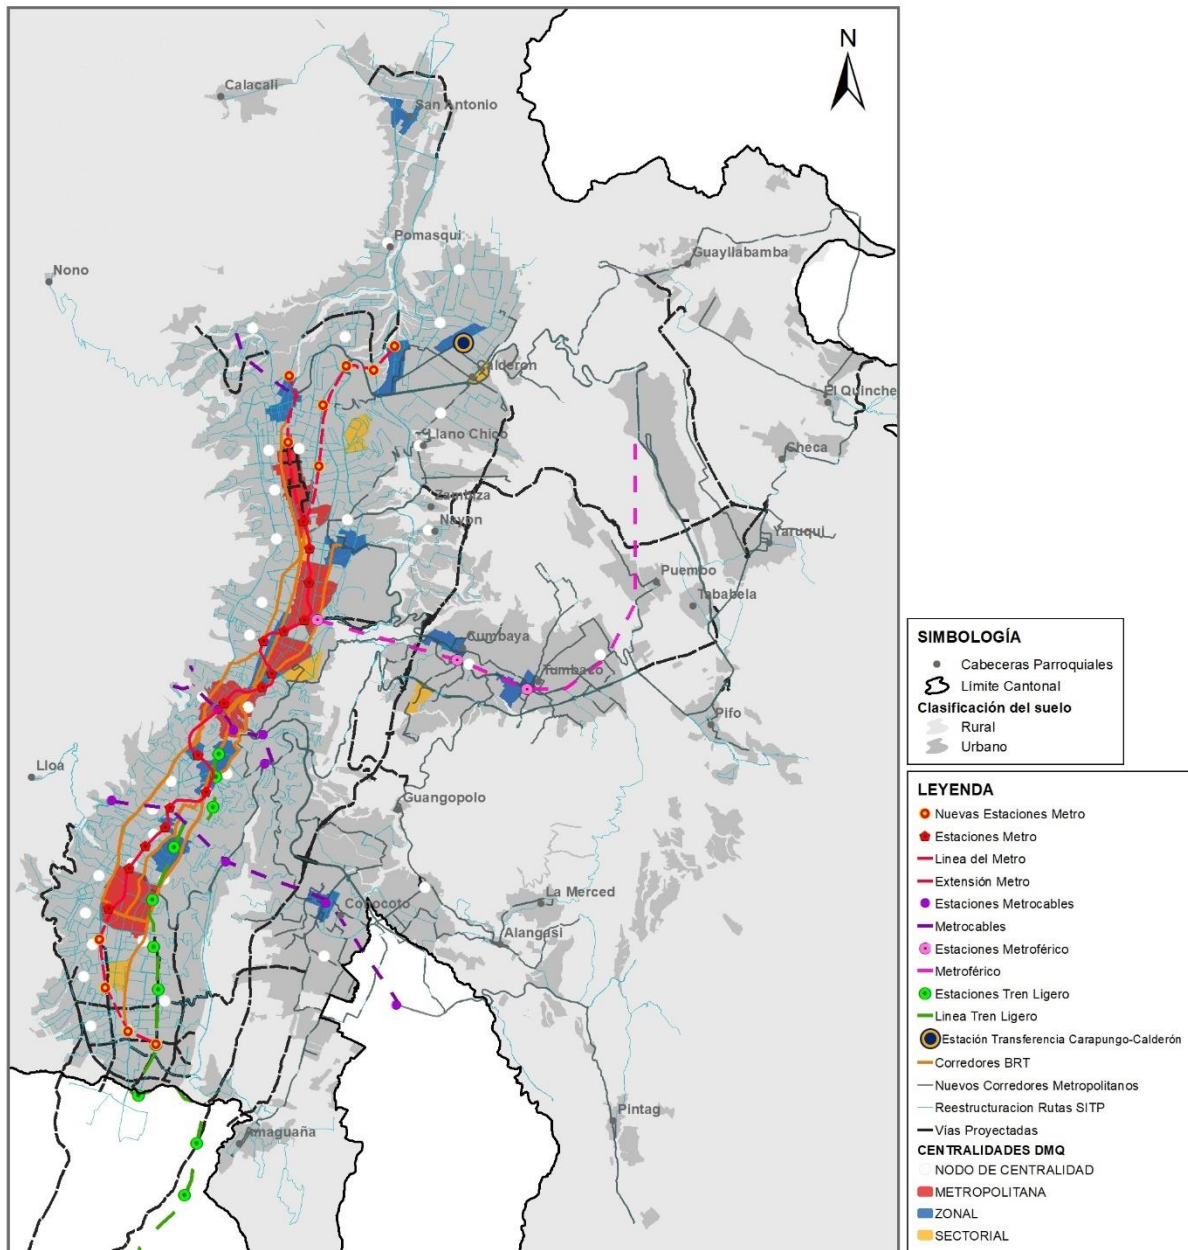 N
Calacali
San Antonio
Pomasqui
Nono
Guayllabamba
Calderon
El Quinche
Llano Chico
Checa
Zambiza
Nayon
Yaruqui
Puembo
Tababela
Cumbaya
Tumbaco
Pifo
Lloa
Guangopolo
La Merced
Conocoto
Alangasi
Pintag
Amaguaña
SIMBOLOGÍA
Cabeceras Parroquiales
Limite Cantonal
Clasificación del suelo
Rural
Urbano
LEYENDA
Nuevas Estaciones Metro
Estaciones Metro
Linea del Metro
Extensión Metro
Estaciones Metrocables
Metrocables
Estaciones Metroférico
Metroférico
Estaciones Tren Ligero
Linea Tren Ligero
Estación Transferencia Carapungo-Calderón
Corredores BRT
Nuevos Corredores Metropolitanos
Reestructuracion Rutas SITP
Vías Proyectadas
CENTRALIDADES DMQ
NODO DE CENTRALIDAD
METROPOLITANA
ZONAL
SECTORIAL